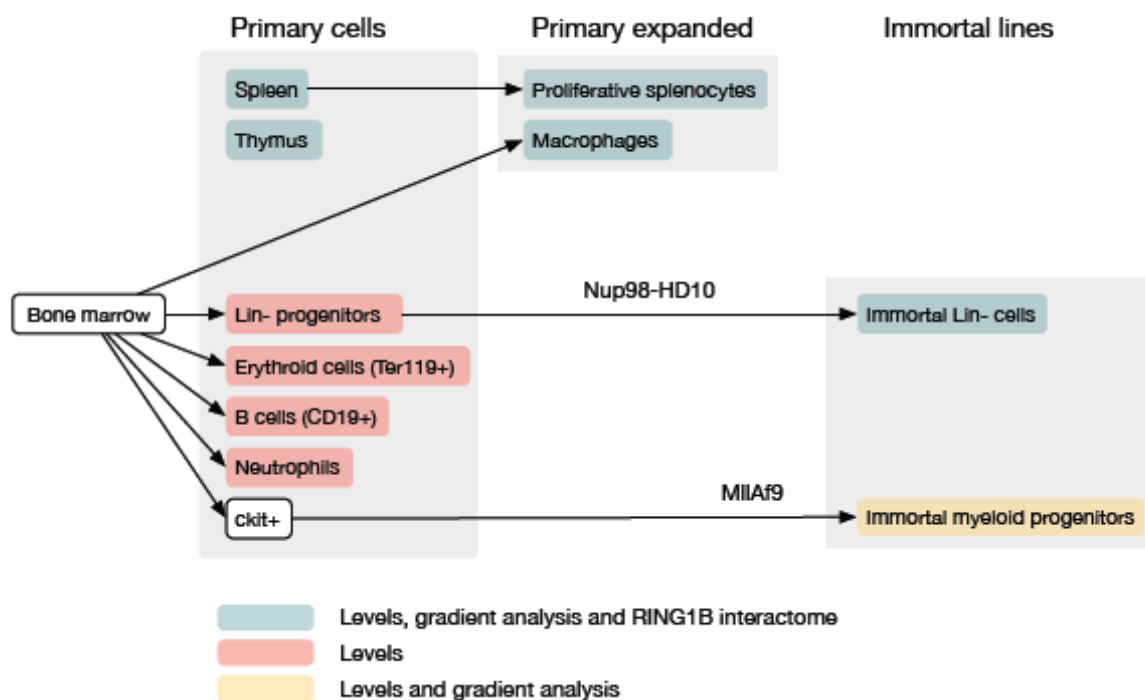 Primary cells
Primary expanded
Immortal lines
Spleen
Proliferative splenocytes
Thymus
Macrophages
Bone marrow
Nup98-HD10
Lin- progenitors
Immortal Lin- cells
Erythroid cells (Ter119+)
B cells (CD19+)
Neutrophils
MllAf9
ckit+
Immortal myeloid progenitors
Levels, gradient analysis and RING1B interactome
Levels
Levels and gradient analysis